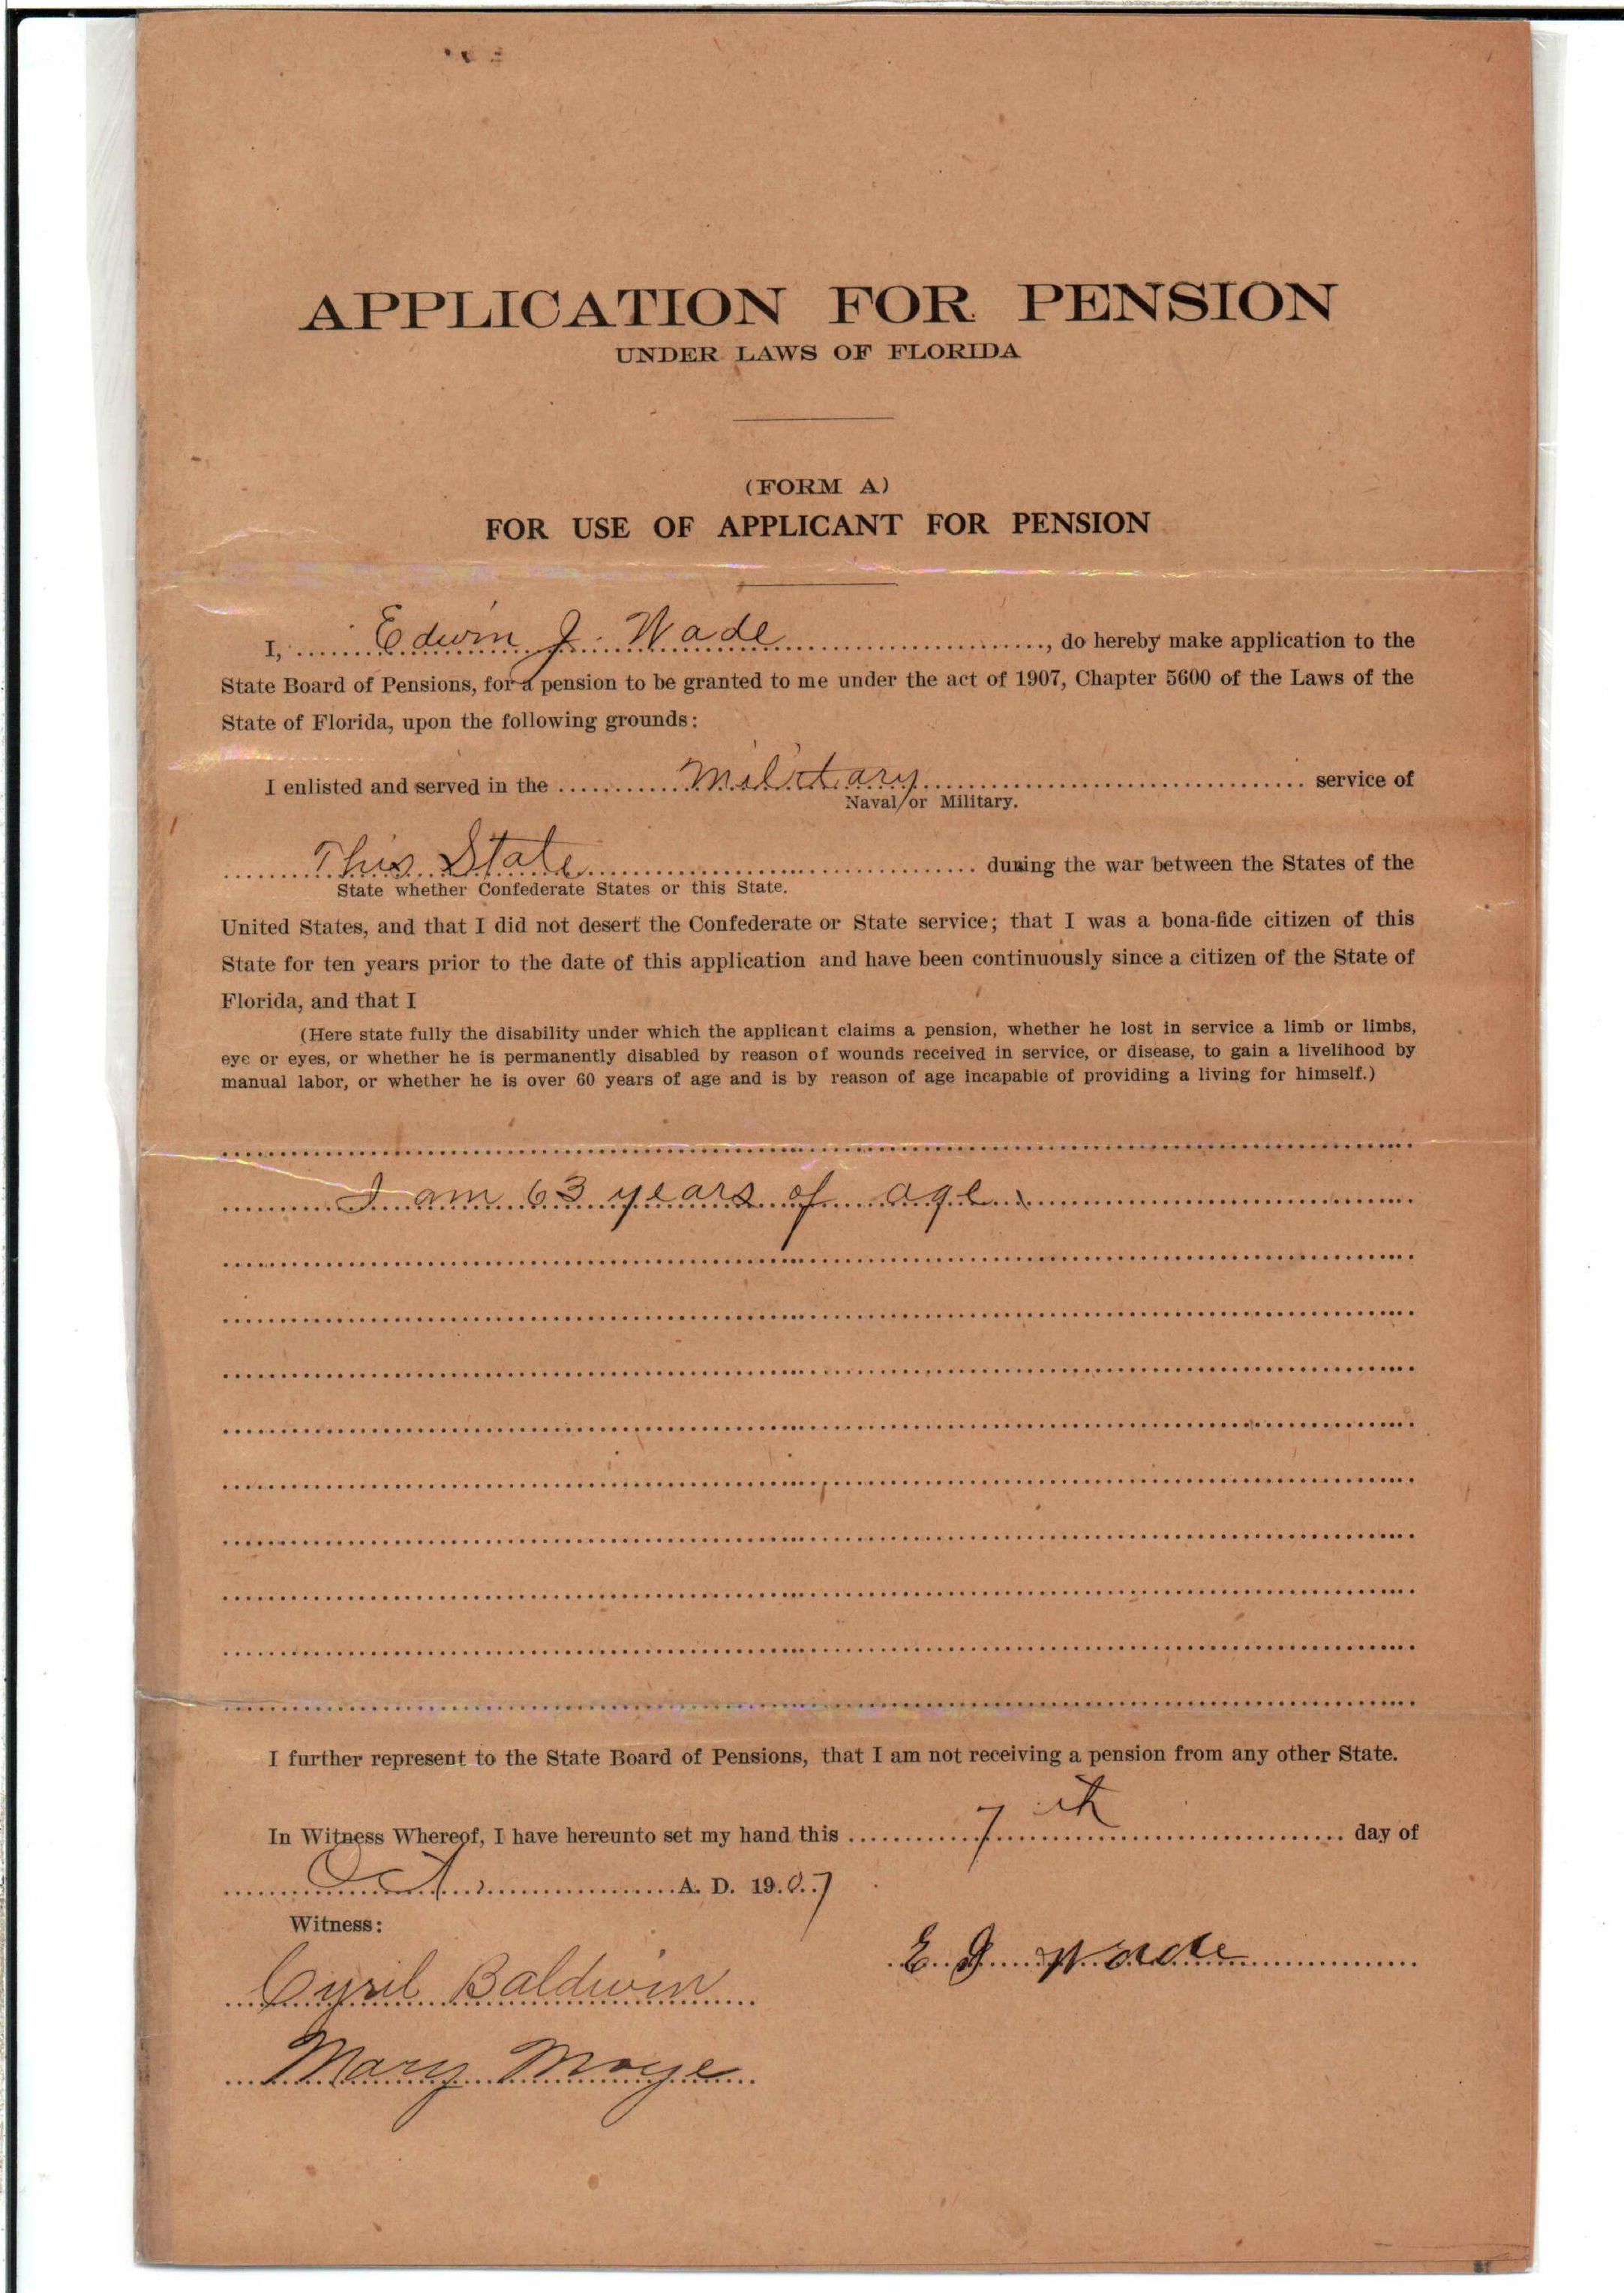 APPLICATION FOR PENSION
UNDER LAWS OF FLORIDA
(FORM A)
FOR USE OF APPLICANT FOR PENSION
I, Edwin J. Wade, do hereby make application to the
State Board of Pensions, for a pension to be granted to me under the act of 1907, Chapter 5600 of the Laws of the
State of Florida, upon the following grounds:
I enlisted and served in the Military service of
Naval or Military.
This State during the war between the States of the
State whether Confederate States or this State.
United States, and that I did not desert the Confederate or State service; that I was a bona-fide citizen of this
State for ten years prior to the date of this application and have been continuously since a citizen of the State of
Florida, and that I
(Here state fully the disability under which the applicant claims a pension, whether he lost in service a limb or limbs,
eye or eyes, or whether he is permanently disabled by reason of wounds received in service, or disease, to gain a livelihood by
manual labor, or whether he is over 60 years of age and is by reason of age incapable of providing a living for himself.)
I am 63 years of age.
I further represent to the State Board of Pensions, that I am not receiving a pension from any other State.
In Witness Whereof, I have hereunto set my hand this 7th day of
Oct. A. D. 1907
Witness:
E J Wade
Cyril Baldwin
Mary Moye